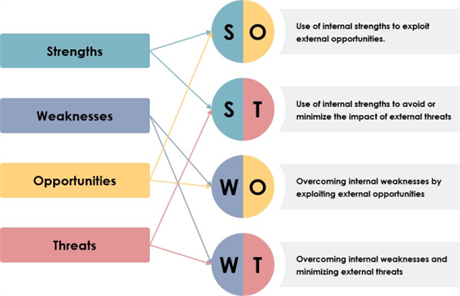 Strengths
Weaknesses
Opportunities
Threats
S O
Use of internal strengths to exploit
external opportunities.
S T
Use of internal strengths to avoid or
minimize the impact of external threats
W O
Overcoming internal weaknesses by
exploiting external opportunities
W T
Overcoming internal weaknesses and
minimizing external threats